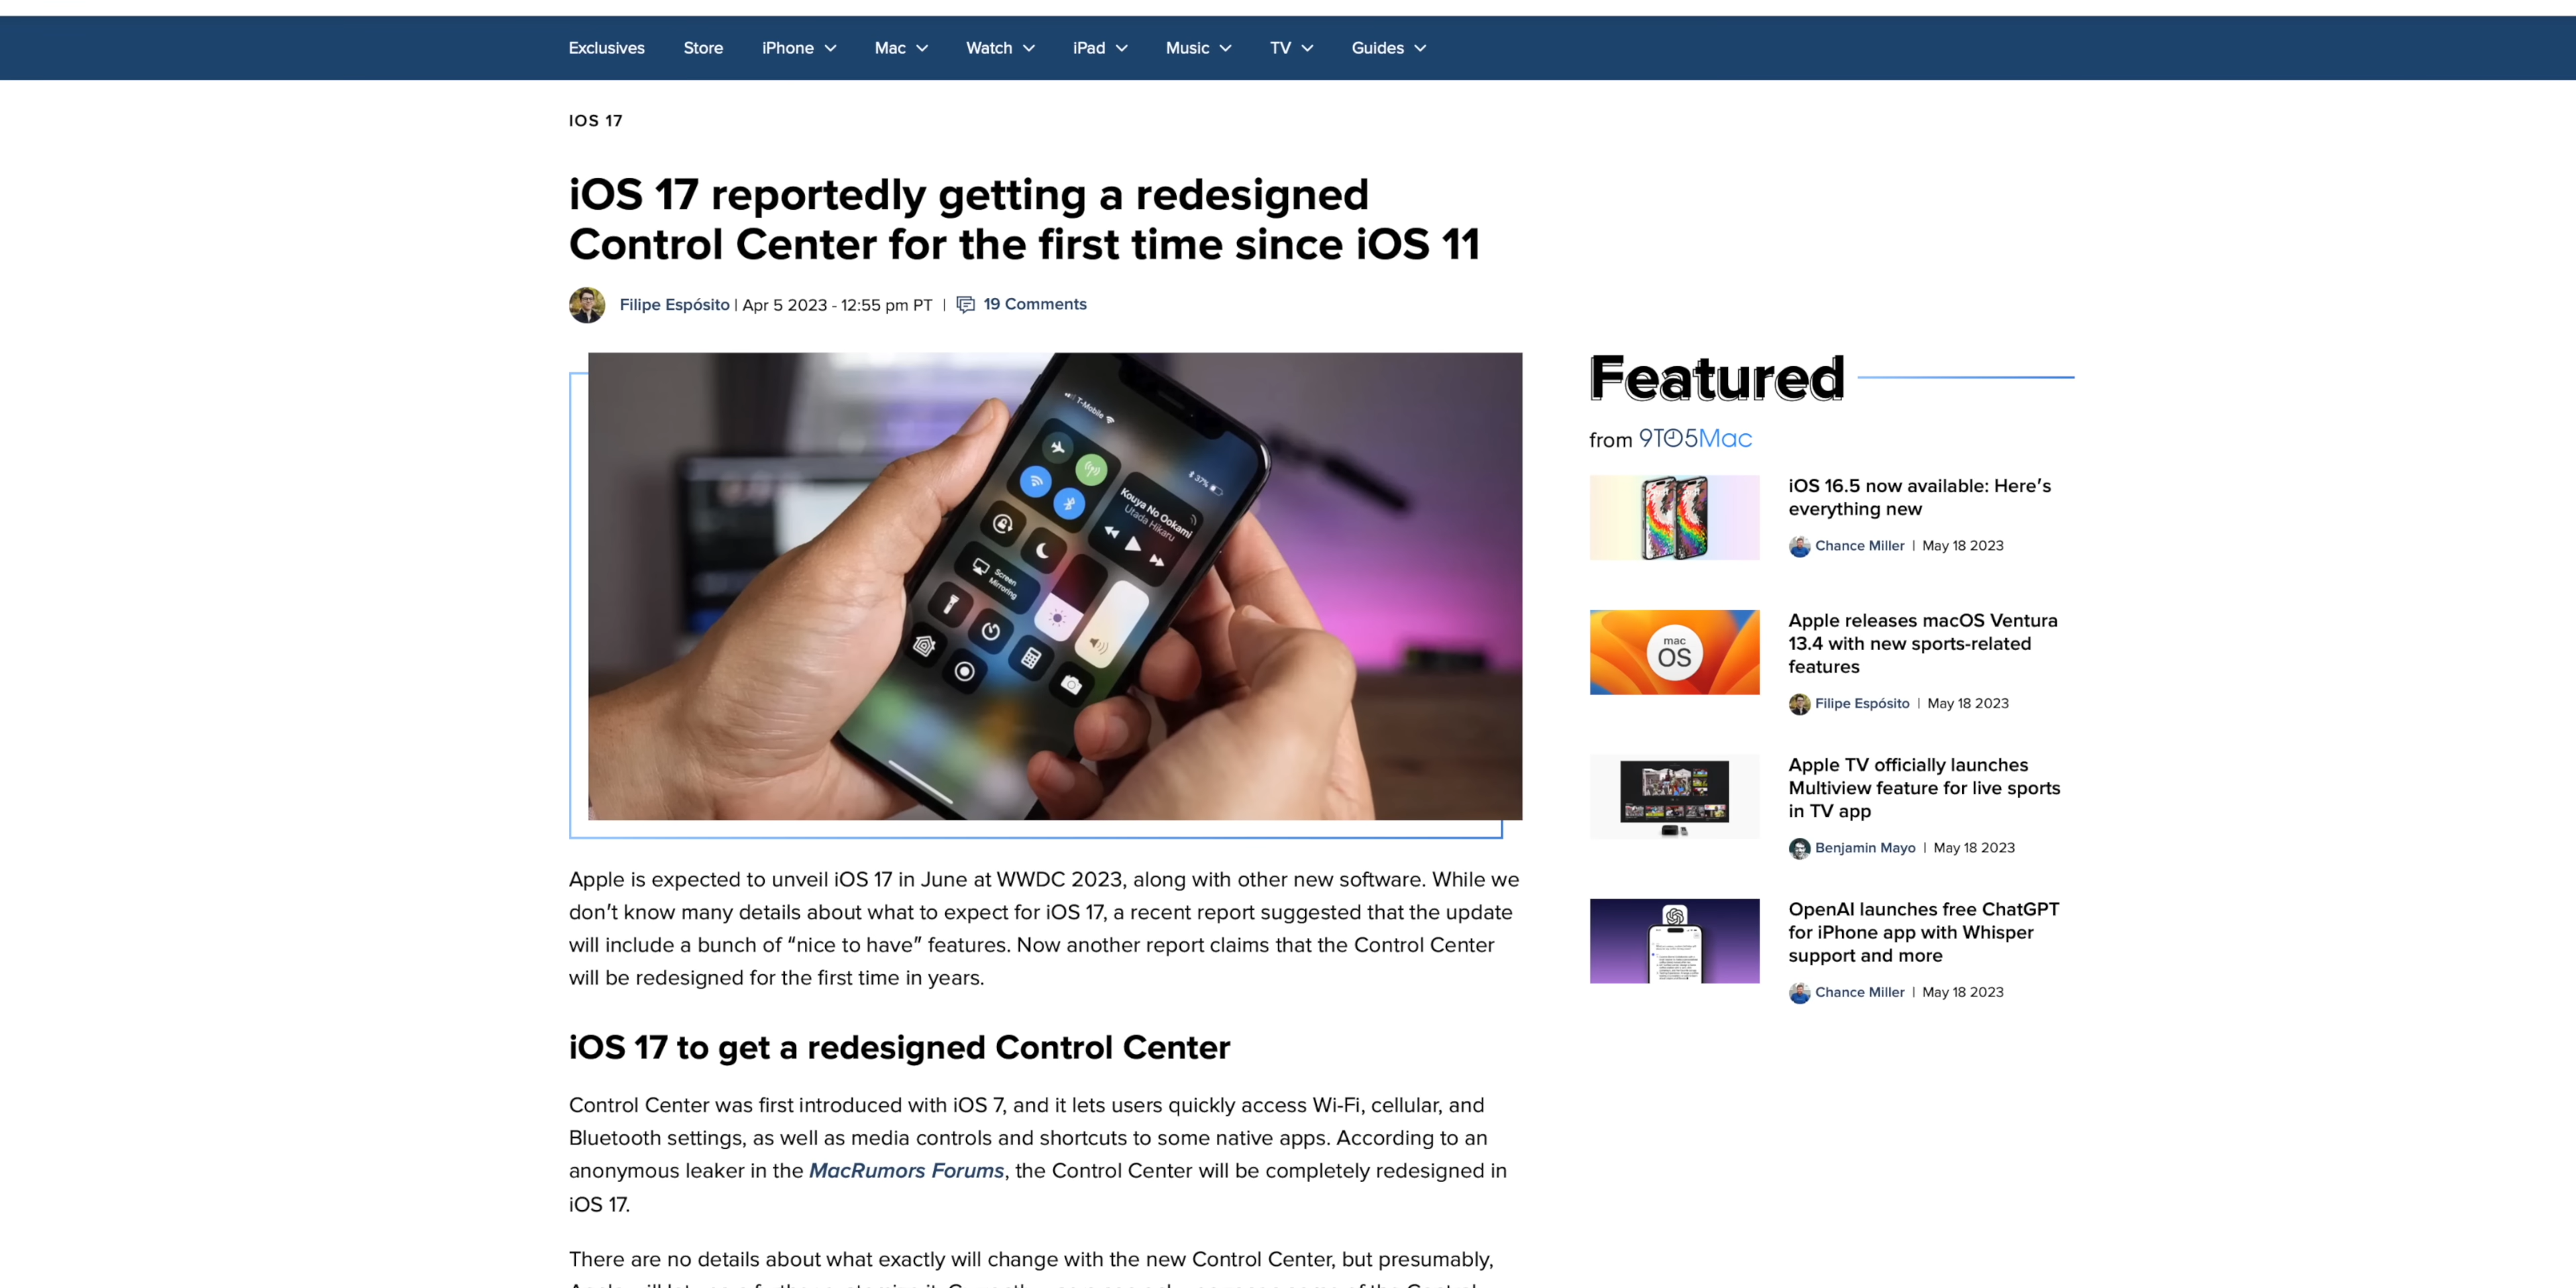 Exclusives Store iPhone Mac Watch iPad Music TV Guides
IOS 17
iOS 17 reportedly getting a redesigned
Control Center for the first time since iOS 11
Filipe Espósito | Apr 5 2023 - 12:55 pm PT | 19 Comments
T-Mobile
37%
Kouya No Ookami
Utada Hikaru
Screen
Mirroring
Apple is expected to unveil iOS 17 in June at WWDC 2023, along with other new software. While we
don’t know many details about what to expect for iOS 17, a recent report suggested that the update
will include a bunch of “nice to have” features. Now another report claims that the Control Center
will be redesigned for the first time in years.
iOS 17 to get a redesigned Control Center
Control Center was first introduced with iOS 7, and it lets users quickly access Wi-Fi, cellular, and
Bluetooth settings, as well as media controls and shortcuts to some native apps. According to an
anonymous leaker in the MacRumors Forums, the Control Center will be completely redesigned in
iOS 17.
There are no details about what exactly will change with the new Control Center, but presumably,
Featured
from 9TO5Mac
iOS 16.5 now available: Here’s
everything new
Chance Miller | May 18 2023
mac
OS
Apple releases macOS Ventura
13.4 with new sports-related
features
Filipe Espósito | May 18 2023
Apple TV officially launches
Multiview feature for live sports
in TV app
Benjamin Mayo | May 18 2023
OpenAI launches free ChatGPT
for iPhone app with Whisper
support and more
Chance Miller | May 18 2023